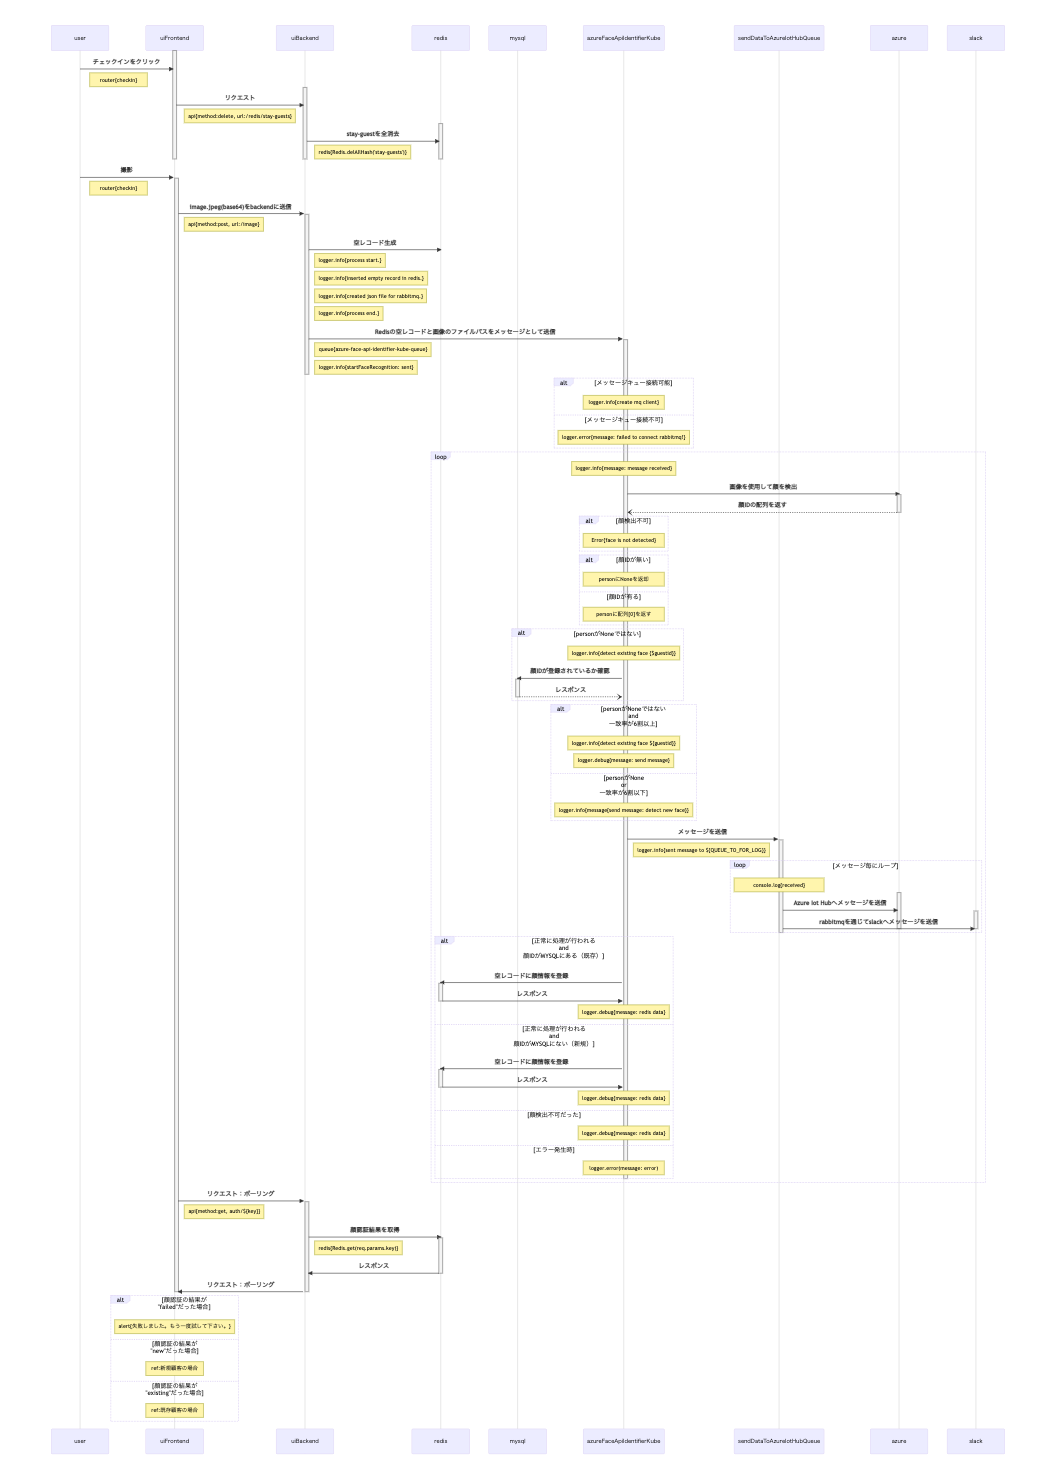 user
uiFrontend
uiBackend
redis
mysql
azureFaceApiIdentifierKube
sendDataToAzureIotHubQueue
azure
slack
チェックインをクリック
router[checkin]
リクエスト
api[method:delete, url: /redis/stay-guests]
stay-guestを全消去
redis[Redis.delAllHash('stay-guests')]
撮影
router[checkin]
image.jpeg(base64)をbackendに送信
api[method:post, url:/image]
空レコード生成
logger.info[process start.]
logger.info[inserted empty record in redis.]
logger.info[created json file for rabbitmq.]
logger.info[process end.]
Redisの空レコードと画像のファイルパスをメッセージとして送信
queue[azure-face-api-identifier-kube-queue]
logger.info[startFaceRecognition: sent]
alt
[メッセージキュー接続可能]
logger.info[create mq client]
[メッセージキュー接続不可]
logger.error[message: failed to connect rabbitmq!]
loop
logger.info[message: message received]
画像を使用して顔を検出
顔IDの配列を返す
alt
[顔検出不可]
Error[face is not detected]
alt
[顔IDが無い]
personにNoneを返却
[顔IDが有る]
personに配列[0]を返す
alt
[personがNoneではない]
logger.info[detect existing face {$guestid}]
顔IDが登録されているか確認
レスポンス
alt
[personがNoneではない
and
一致率が6割以上]
logger.info[detect existing face ${guestid}]
logger.debug[message: send message]
[personがNone
or
一致率が6割以下]
logger.info[message[send message: detect new face]]
メッセージを送信
logger.info[sent message to ${QUEUE_TO_FOR_LOG}]
loop
[メッセージ毎にループ]
console.log[received]
Azure Iot Hubへメッセージを送信
rabbitmqを通じてslackへメッセージを送信
alt
[正常に処理が行われる
and
顔IDがMYSQLにある（既存）]
空レコードに顔情報を登録
レスポンス
logger.debug[message: redis data]
[正常に処理が行われる
and
顔IDがMYSQLにない（新規）]
空レコードに顔情報を登録
レスポンス
logger.debug[message: redis data]
[顔検出不可だった]
logger.debug[message: redis data]
[エラー発生時]
logger.error(message: error)
リクエスト：ポーリング
api[method:get, auth/${key}]
顔認証結果を取得
redis[Redis.get(req.params.key)]
レスポンス
リクエスト：ポーリング
alt
[顔認証の結果が
"failed"だった場合]
alert[失敗しました。もう一度試して下さい。]
[顔認証の結果が
"new"だった場合]
ref:新規顧客の場合
[顔認証の結果が
"existing"だった場合]
ref:既存顧客の場合
user
uiFrontend
uiBackend
redis
mysql
azureFaceApiIdentifierKube
sendDataToAzureIotHubQueue
azure
slack